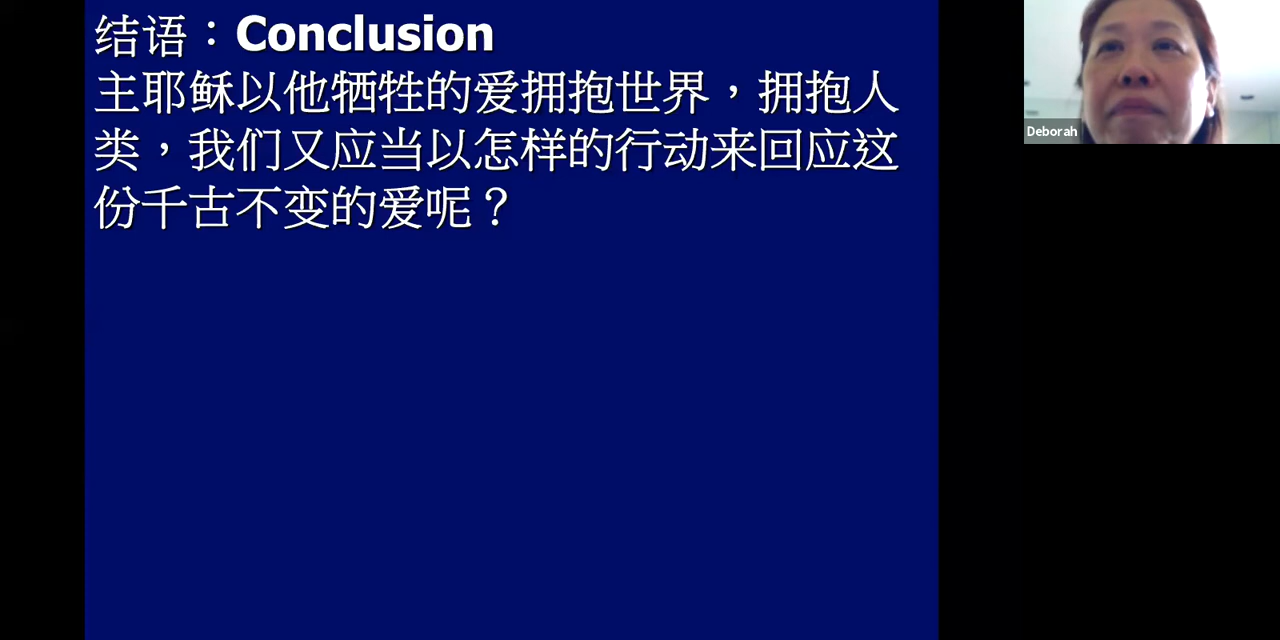 结语：Conclusion
主耶稣以他牺牲的爱拥抱世界，拥抱人
类，我们又应当以怎样的行动来回应这
份千古不变的爱呢？
Deborah